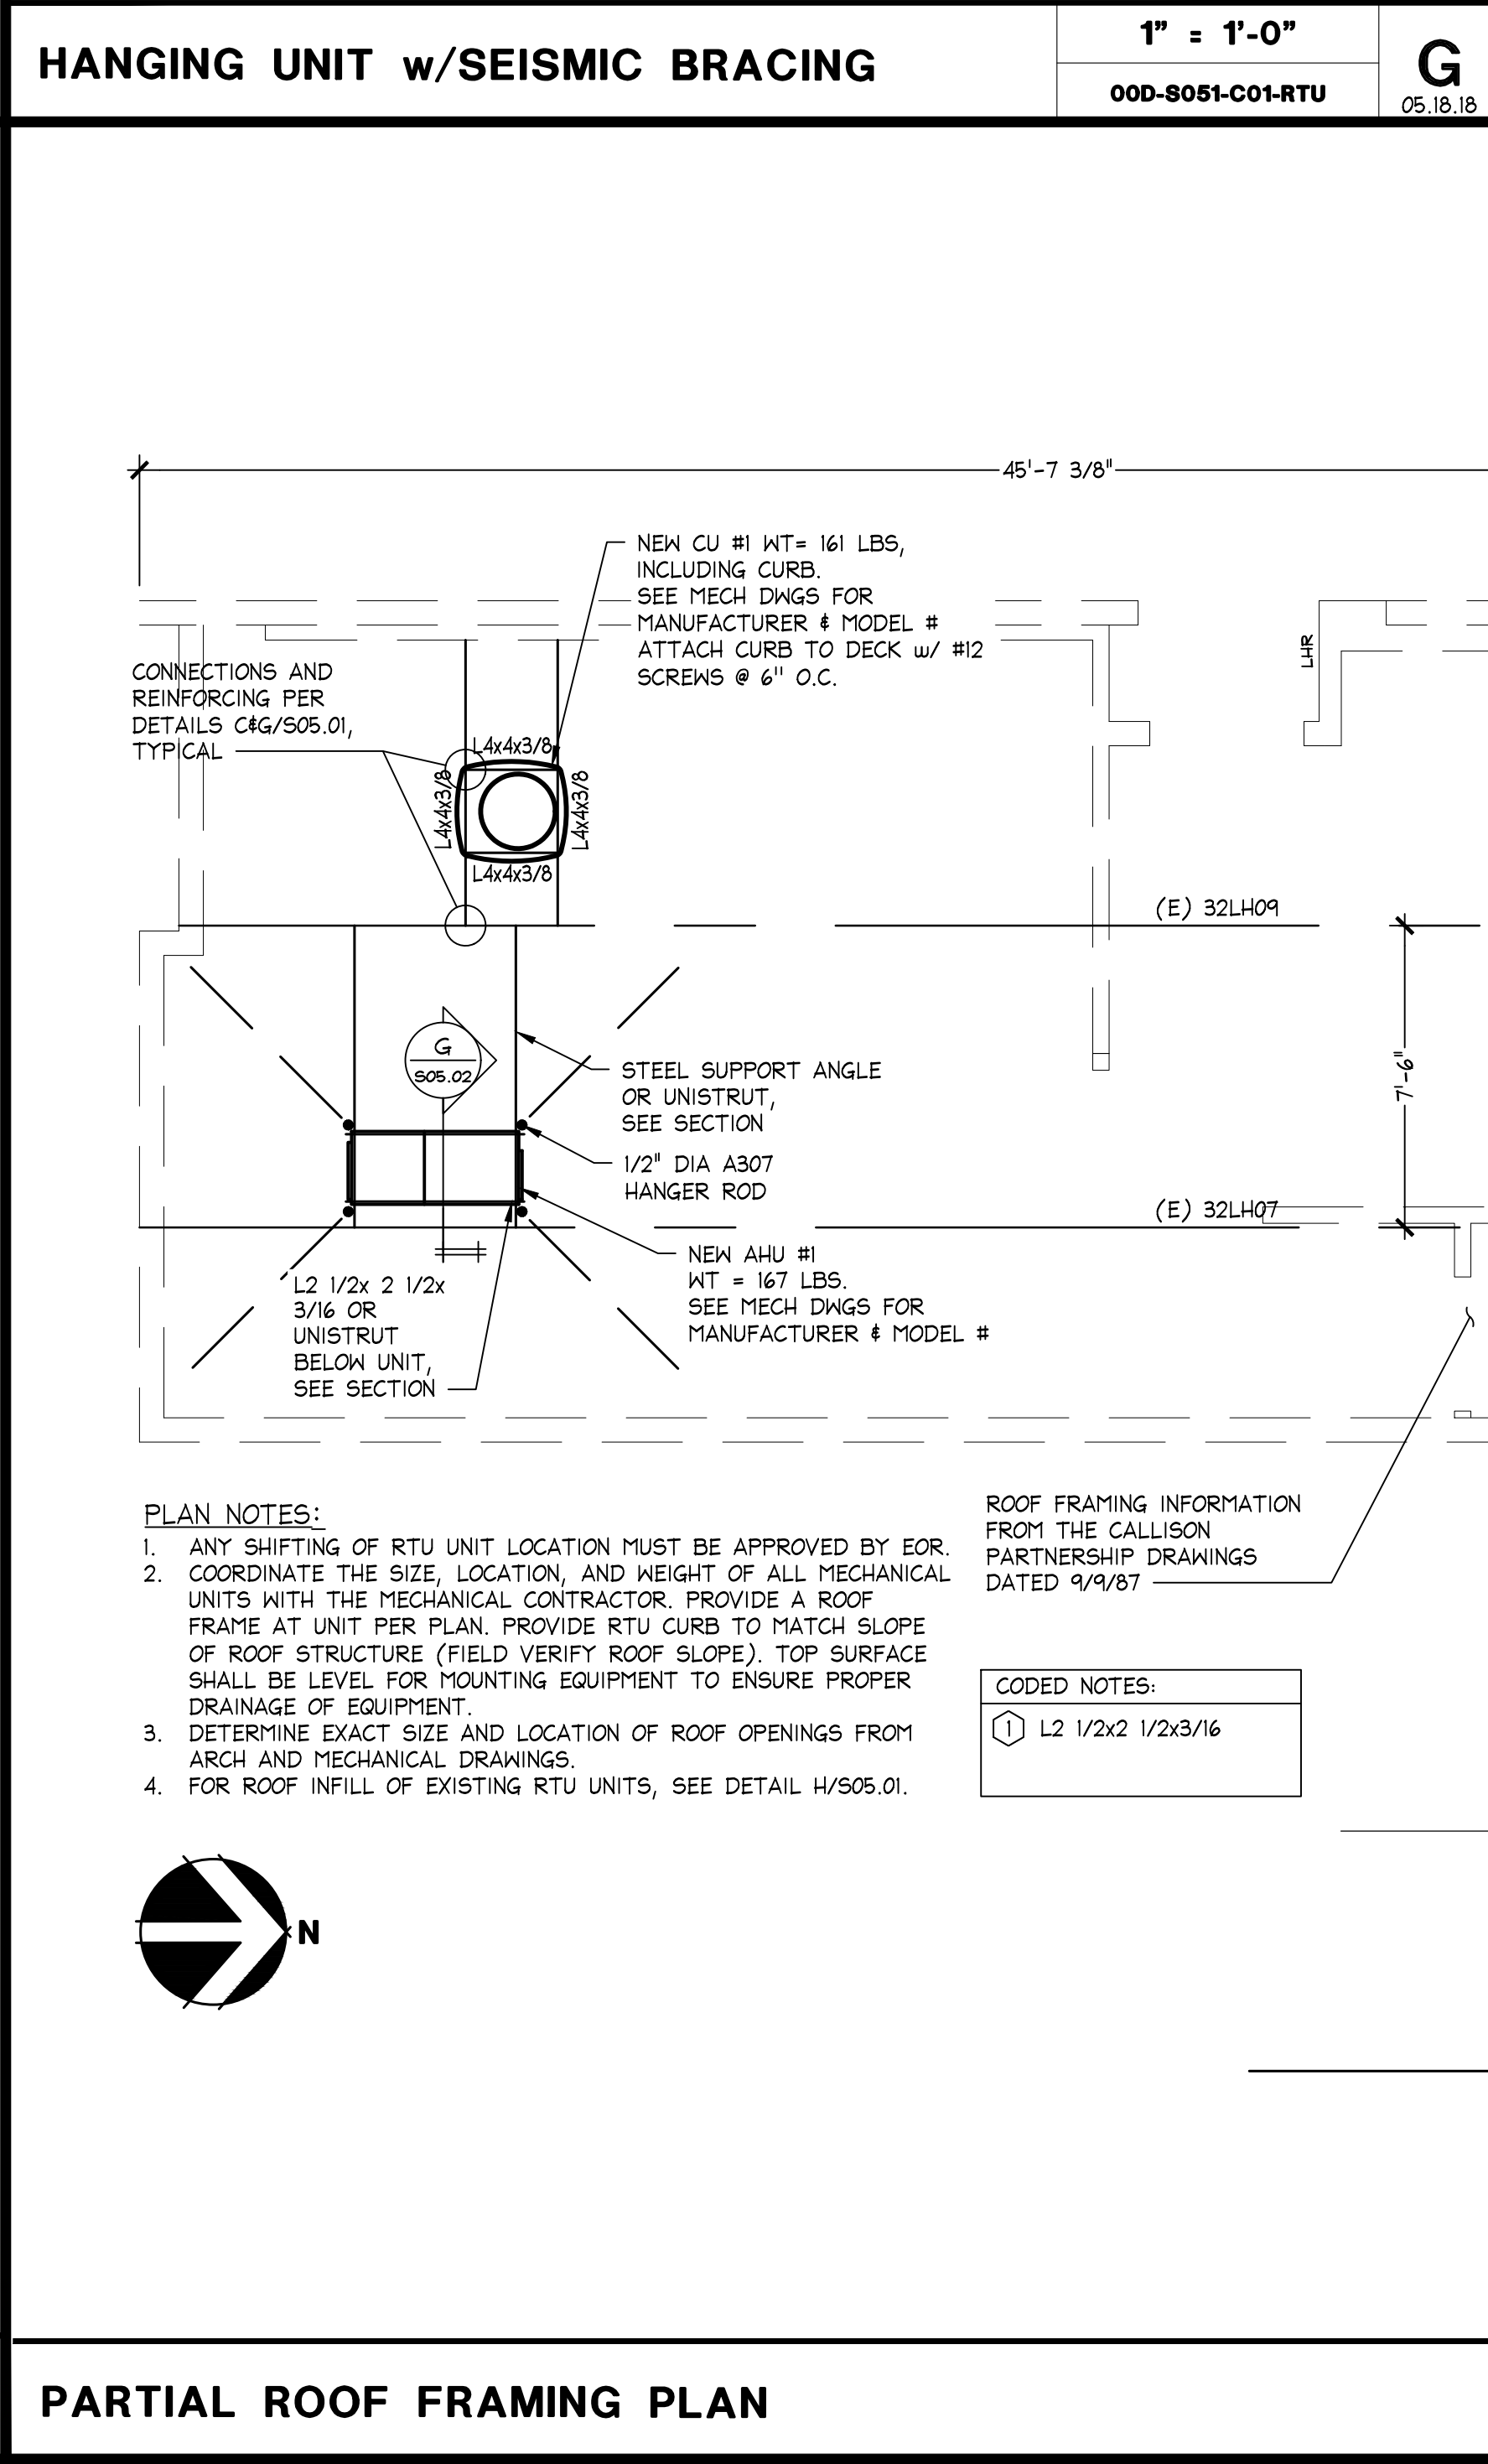 HANGING UNIT w/SEISMIC BRACING
1" = 1'-0"
00D-S051-C01-RTU
G
05.18.18
45'-7 3/8"
NEW CU #1 WT= 161 LBS,
INCLUDING CURB.
SEE MECH DWGS FOR
MANUFACTURER & MODEL #
ATTACH CURB TO DECK w/ #12
SCREWS @ 6" O.C.
LHR
CONNECTIONS AND
REINFORCING PER
DETAILS C&G/S05.01,
TYPICAL
L4x4x3/8
L4x4x3/8
L4x4x3/8
L4x4x3/8
(E) 32LH09
7'-6"
G
S05.02
STEEL SUPPORT ANGLE
OR UNISTRUT,
SEE SECTION
1/2" DIA A307
HANGER ROD
(E) 32LH07
NEW AHU #1
WT = 167 LBS.
SEE MECH DWGS FOR
MANUFACTURER & MODEL #
L2 1/2x 2 1/2x
3/16 OR
UNISTRUT
BELOW UNIT,
SEE SECTION
PLAN NOTES:
1. ANY SHIFTING OF RTU UNIT LOCATION MUST BE APPROVED BY EOR.
2. COORDINATE THE SIZE, LOCATION, AND WEIGHT OF ALL MECHANICAL
UNITS WITH THE MECHANICAL CONTRACTOR. PROVIDE A ROOF
FRAME AT UNIT PER PLAN. PROVIDE RTU CURB TO MATCH SLOPE
OF ROOF STRUCTURE (FIELD VERIFY ROOF SLOPE). TOP SURFACE
SHALL BE LEVEL FOR MOUNTING EQUIPMENT TO ENSURE PROPER
DRAINAGE OF EQUIPMENT.
3. DETERMINE EXACT SIZE AND LOCATION OF ROOF OPENINGS FROM
ARCH AND MECHANICAL DRAWINGS.
4. FOR ROOF INFILL OF EXISTING RTU UNITS, SEE DETAIL H/S05.01.
ROOF FRAMING INFORMATION
FROM THE CALLISON
PARTNERSHIP DRAWINGS
DATED 9/9/87
CODED NOTES:
1 L2 1/2x2 1/2x3/16
N
PARTIAL ROOF FRAMING PLAN